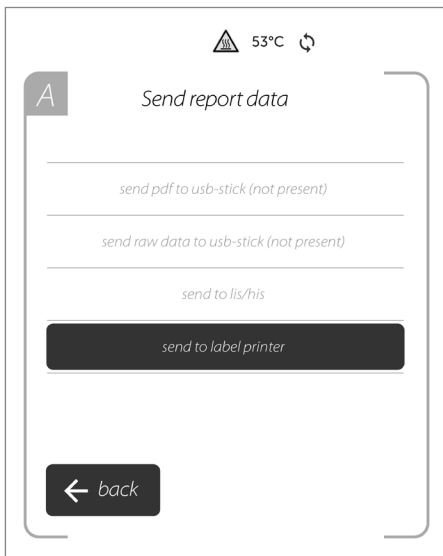 53°C
A
Send report data
send pdf to usb-stick (not present)
send raw data to usb-stick (not present)
send to lis/his
send to label printer
back